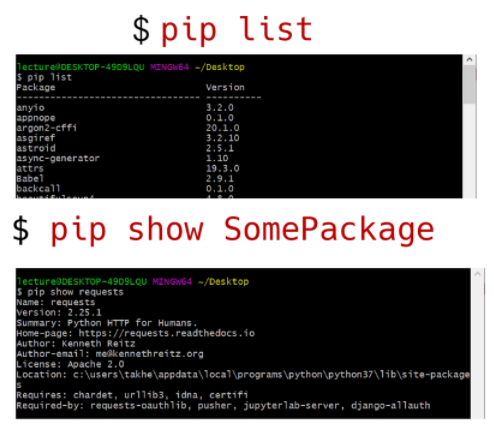 $ pip list
lecture@DESKTOP-49D9LQU MINGW64 ~/Desktop
$ pip list
Package Version
-------------------------------- ----------
anyio 3.2.0
appnope 0.1.0
argon2-cffi 20.1.0
asgiref 3.2.10
astroid 2.5.1
async-generator 1.10
attrs 19.3.0
Babel 2.9.1
backcall 0.1.0
$ pip show SomePackage
lecture@DESKTOP-49D9LQU MINGW64 ~/Desktop
$ pip show requests
Name: requests
Version: 2.25.1
Summary: Python HTTP for Humans.
Home-page: https://requests.readthedocs.io
Author: Kenneth Reitz
Author-email: me@kennethreitz.org
License: Apache 2.0
Location: c:\users\takhe\appdata\local\programs\python\python37\lib\site-package
s
Requires: chardet, urllib3, idna, certifi
Required-by: requests-oauthlib, pusher, jupyterlab-server, django-allauth